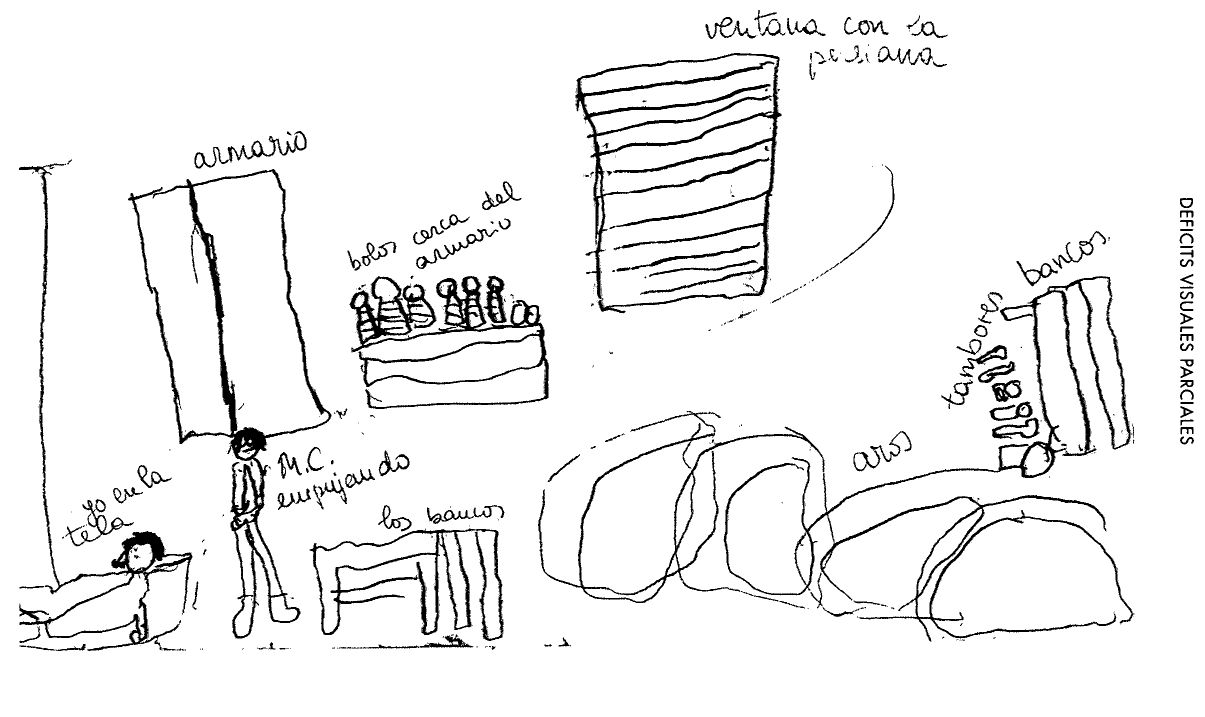 ventana con la
persiana
armario
bolos cerca del
armario
bancos
tambores
aros
M.C.
empujando
los bancos
yo en la
tela
DEFICITS VISUALES PARCIALES